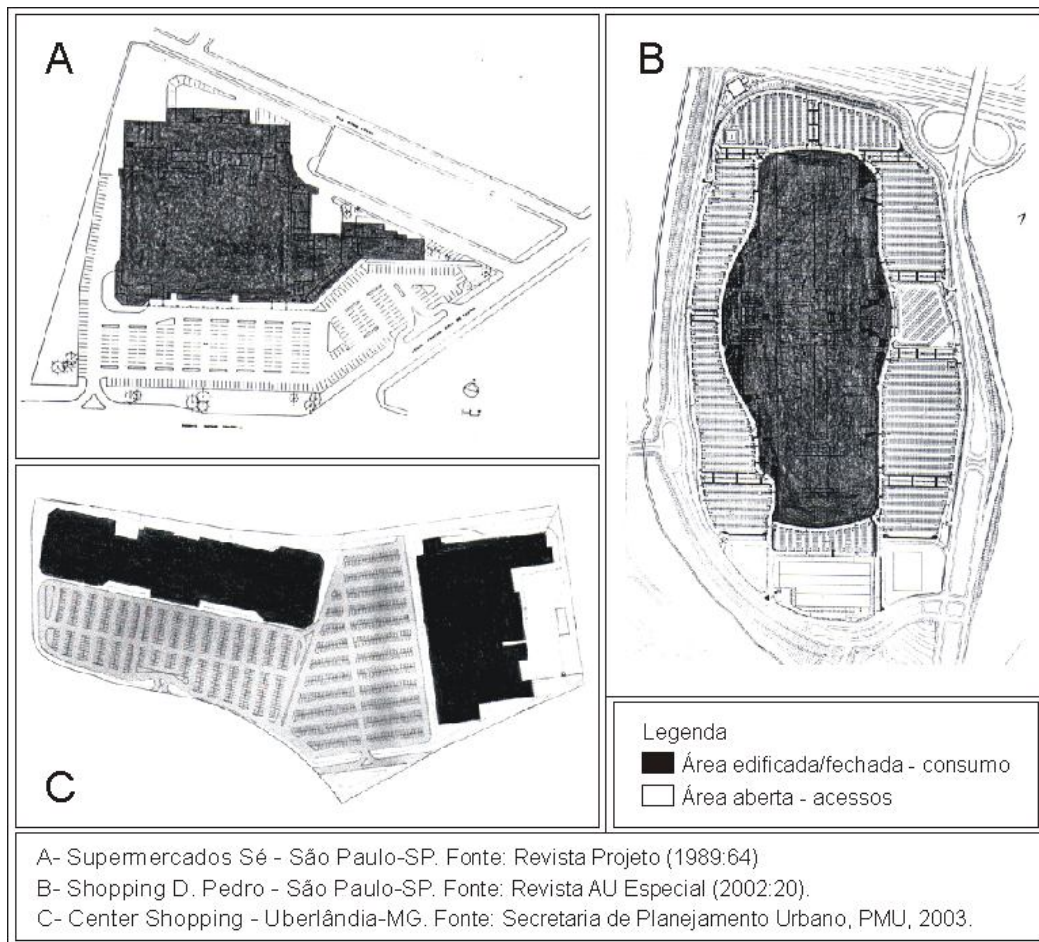 A
B
C
Legenda
Área edificada/fechada - consumo
Área aberta - acessos
A- Supermercados Sé - São Paulo-SP. Fonte: Revista Projeto (1989:64)
B- Shopping D. Pedro - São Paulo-SP. Fonte: Revista AU Especial (2002:20).
C- Center Shopping - Uberlândia-MG. Fonte: Secretaria de Planejamento Urbano, PMU, 2003.